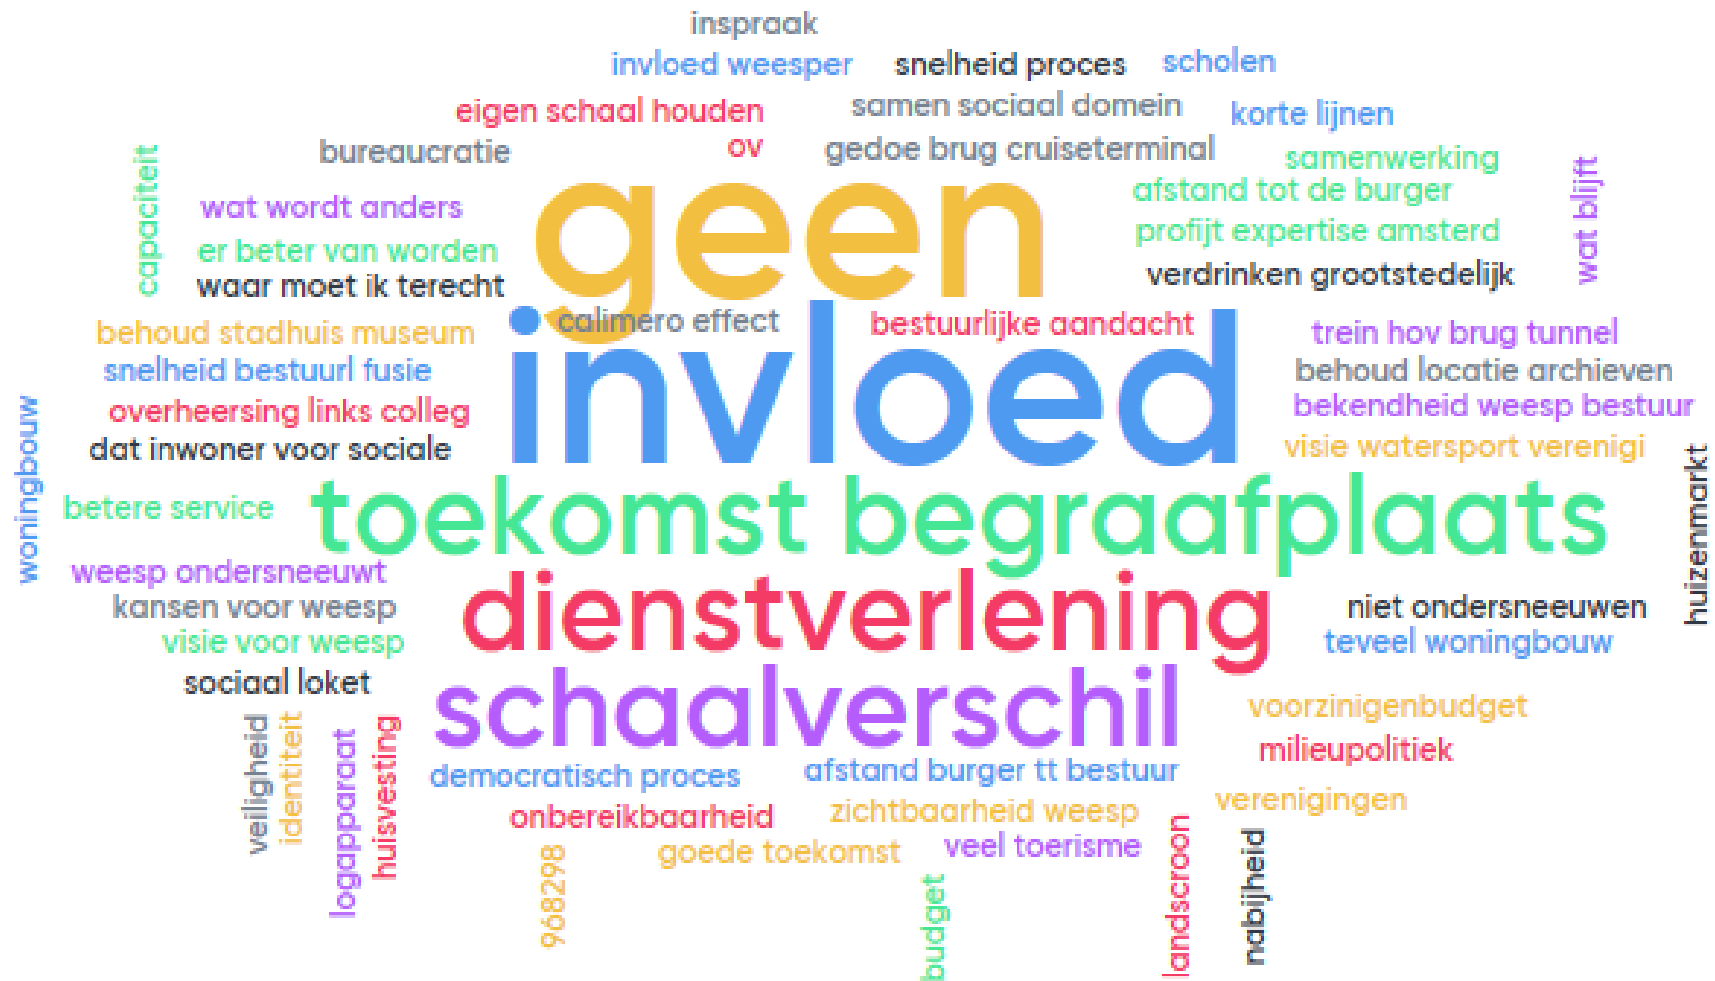 inspraak
invloed weesper
snelheid proces
scholen
eigen schaal houden
samen sociaal domein
korte lijnen
bureaucratie
ov
gedoe brug cruiseterminal
samenwerking
capaciteit
wat wordt anders
geen
afstand tot de burger
wat blijft
er beter van worden
profijt expertise amsterd
waar moet ik terecht
verdrinken grootstedelijk
behoud stadhuis museum
calimero effect
bestuurlijke aandacht
trein hov brug tunnel
snelheid bestuurl fusie
invloed
behoud locatie archieven
overheersing links colleg
bekendheid weesp bestuur
dat inwoner voor sociale
visie watersport verenigi
woningbouw
betere service
toekomst begraafplaats
huizenmarkt
weesp ondersneeuwt
dienstverlening
kansen voor weesp
niet ondersneeuwen
visie voor weesp
teveel woningbouw
sociaal loket
schaalverschil
voorzinigenbudget
veiligheid
identiteit
logapparaat
huisvesting
milieupolitiek
democratisch proces
afstand burger tt bestuur
onbereikbaarheid
zichtbaarheid weesp
verenigingen
goede toekomst
veel toerisme
968298
budget
landscroon
nabijheid